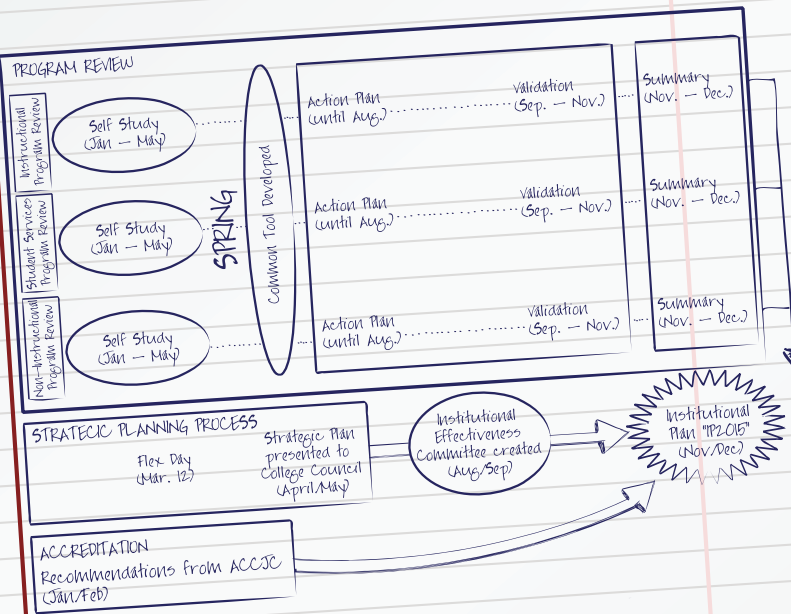 PROGRAM REVIEW
Instructional
Program Review
Self Study
(Jan – May)
Action Plan
(until Aug.)
Validation
(Sep. – Nov.)
Summary
(Nov. – Dec.)
Student Services
Program Review
Self Study
(Jan – May)
SPRING
Common Tool Developed
Action Plan
(until Aug.)
Validation
(Sep. – Nov.)
Summary
(Nov. – Dec.)
Non-Instructional
Program Review
Self Study
(Jan – May)
Action Plan
(until Aug.)
Validation
(Sep. – Nov.)
Summary
(Nov. – Dec.)
STRATECIC PLANNING PROCESS
Flex Day
(Mar. 12)
Strategic Plan
presented to
College Council
(April/May)
Institutional
Effectiveness
Committee created
(Aug/Sep)
Institutional
Plan "IP2015"
(Nov/Dec)
ACCREDITATION
Recommendations from ACCJC
(Jan/Feb)